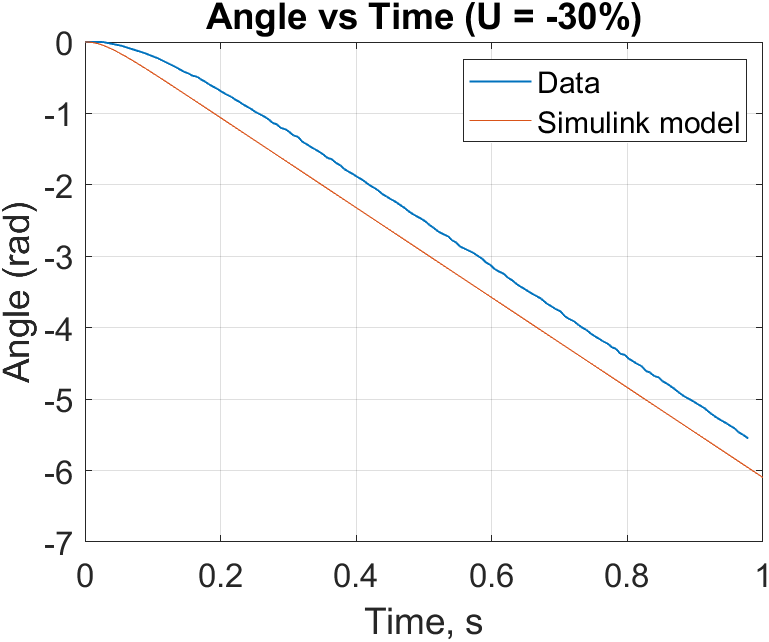 Angle vs Time (U = -30%)
Data
Simulink model
Angle (rad)
0
-1
-2
-3
-4
-5
-6
-7
0
0.2
0.4
0.6
0.8
1
Time, s